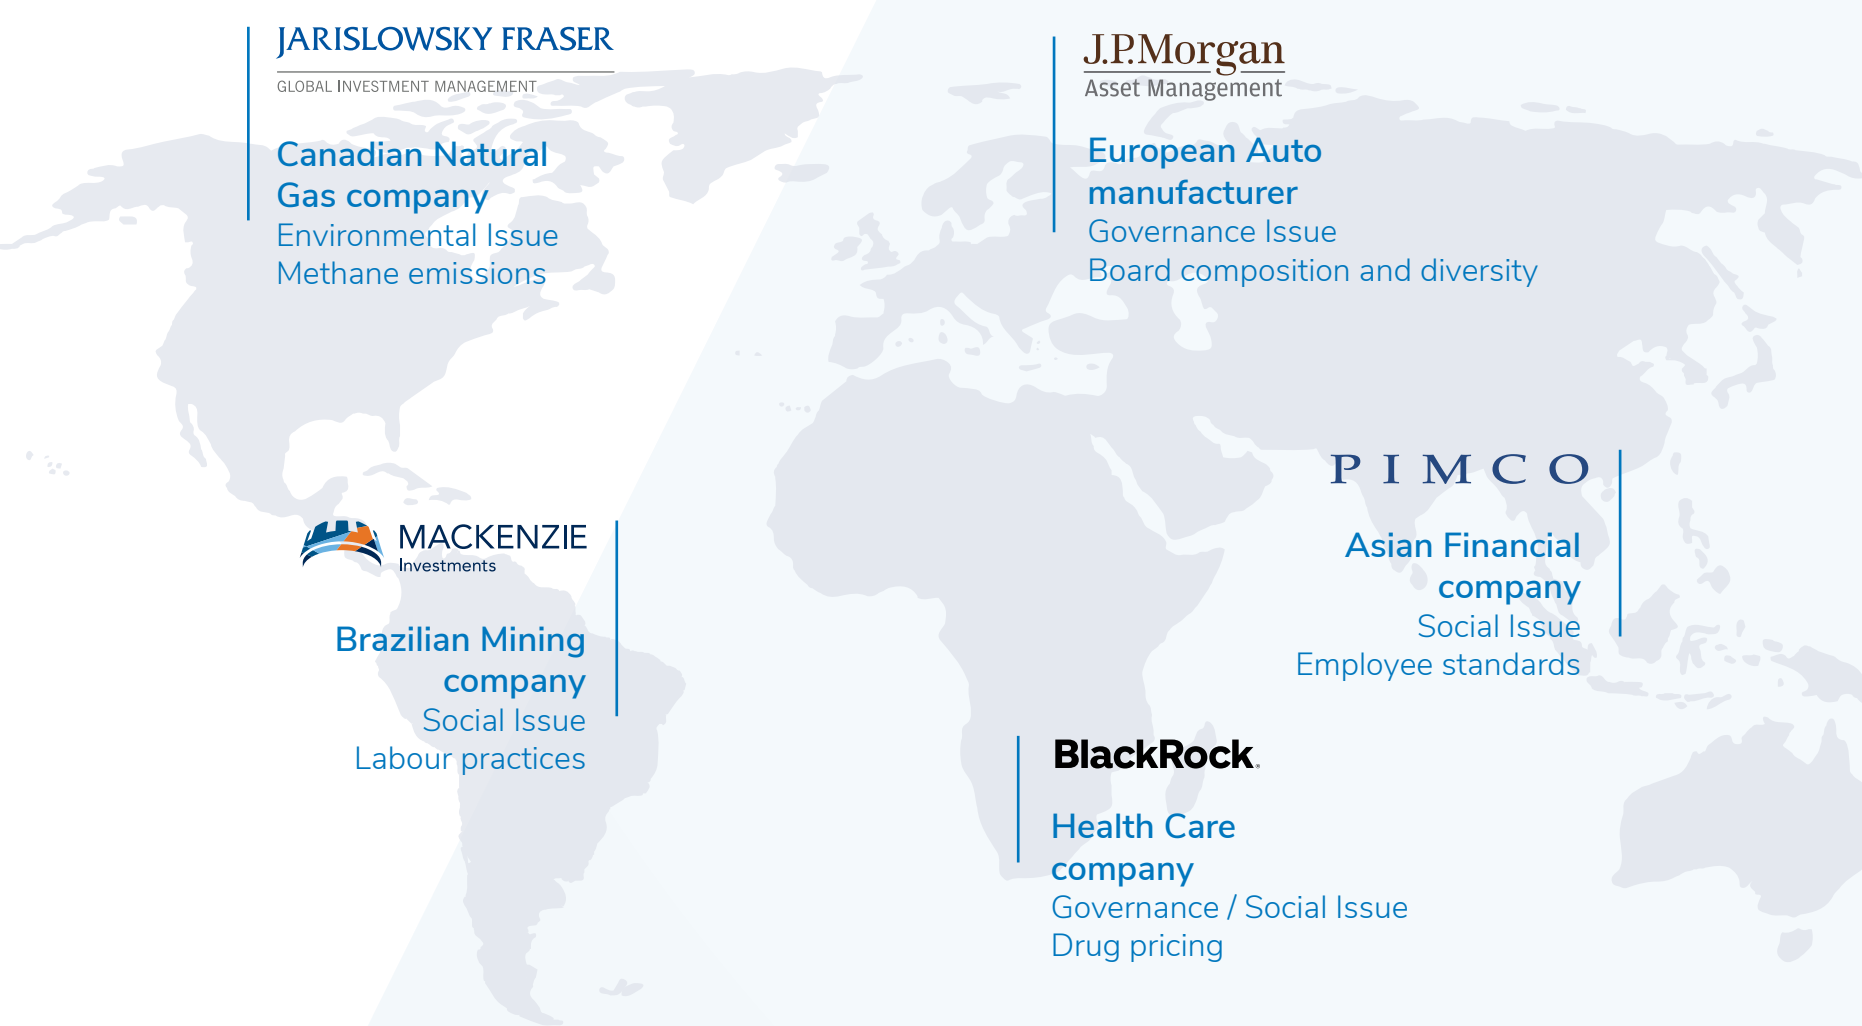 JARISLOWSKY FRASER
GLOBAL INVESTMENT MANAGEMENT
Canadian Natural
Gas company
Environmental Issue
Methane emissions
J.P.Morgan
Asset Management
European Auto
manufacturer
Governance Issue
Board composition and diversity
MACKENZIE
Investments
Brazilian Mining
company
Social Issue
Labour practices
PIMCO
Asian Financial
company
Social Issue
Employee standards
BlackRock
Health Care
company
Governance / Social Issue
Drug pricing